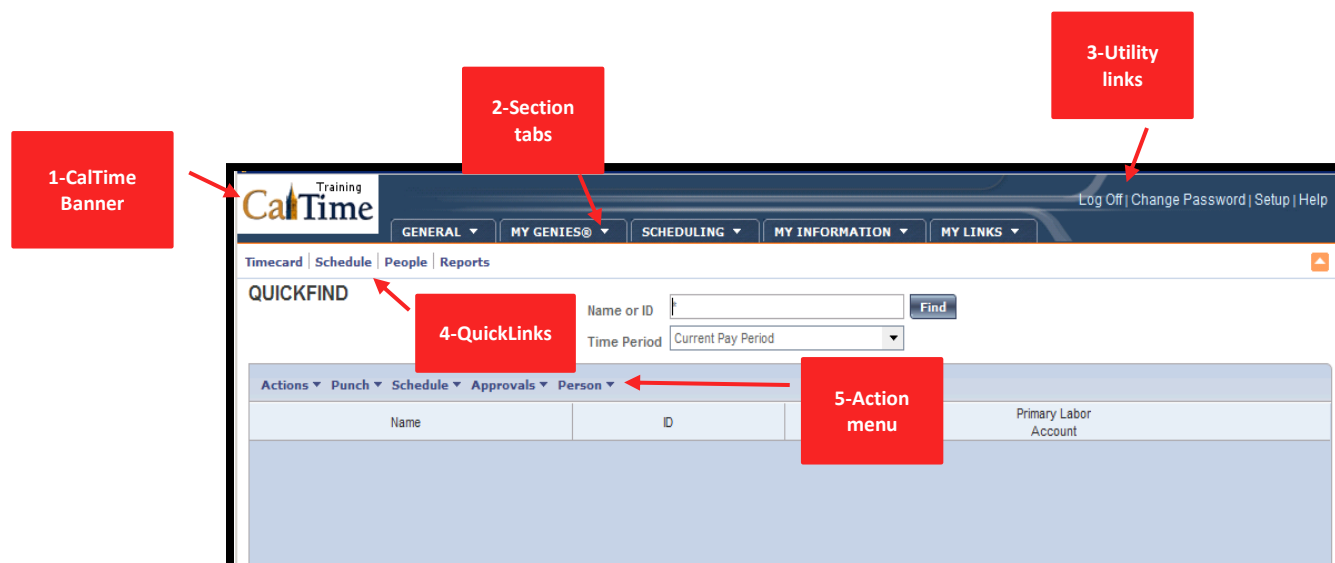 3-Utility
links
2-Section
tabs
1-CalTime
Banner
Training
CalTime
Log Off | Change Password | Setup | Help
GENERAL MY GENIES® SCHEDULING MY INFORMATION MY LINKS
Timecard | Schedule | People | Reports
QUICKFIND
Name or ID * Find
4-QuickLinks
Time Period Current Pay Period
Actions Punch Schedule Approvals Person
5-Action
menu
Name ID Primary Labor
Account